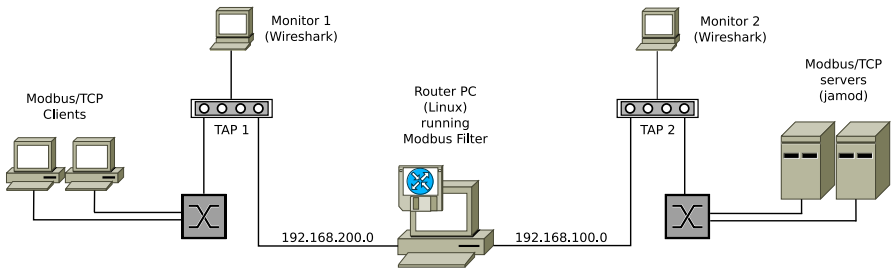 Monitor 1
(Wireshark)
Monitor 2
(Wireshark)
Modbus/TCP
Clients
TAP 1
Router PC
(Linux)
running
Modbus Filter
TAP 2
Modbus/TCP
servers
(jamod)
192.168.200.0
192.168.100.0